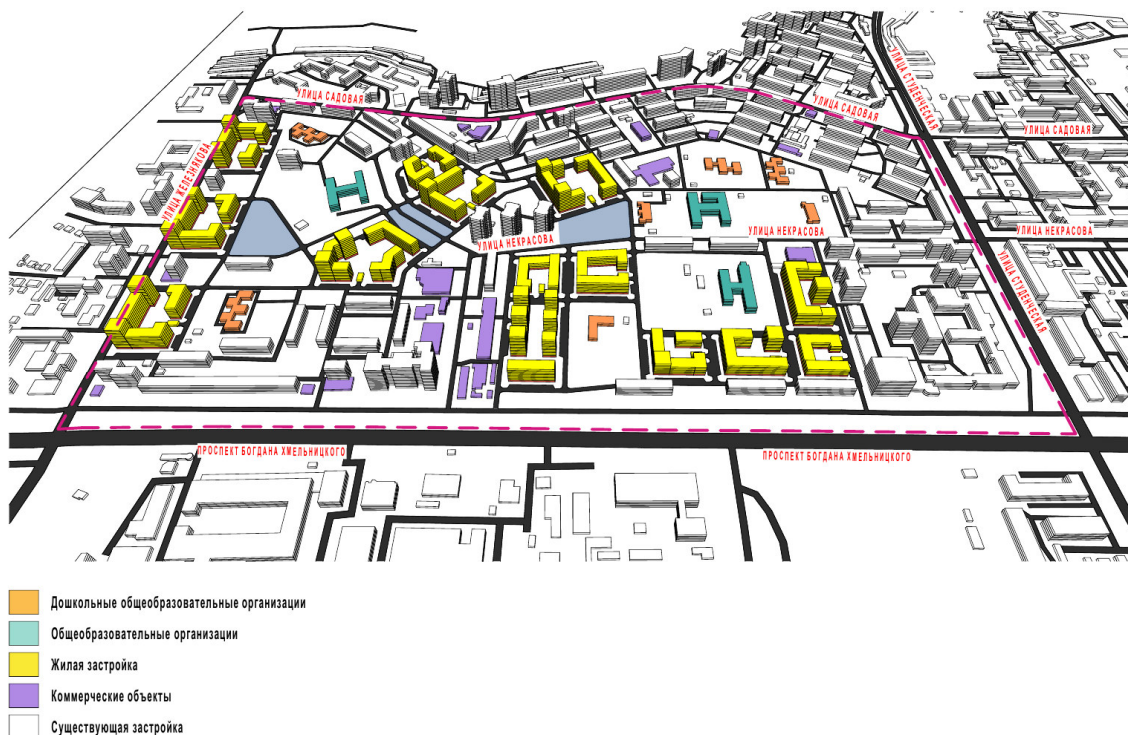 УЛИЦА САДОВАЯ
УЛИЦА САДОВАЯ
УЛИЦА СТУДЕНЧЕСКАЯ
УЛИЦА САДОВАЯ
УЛИЦА ЖЕЛЕЗНЯКОВА
УЛИЦА НЕКРАСОВА
УЛИЦА НЕКРАСОВА
УЛИЦА НЕКРАСОВА
УЛИЦА СТУДЕНЧЕСКАЯ
ПРОСПЕКТ БОГДАНА ХМЕЛЬНИЦКОГО
ПРОСПЕКТ БОГДАНА ХМЕЛЬНИЦКОГО
Дошкольные общеобразовательные организации
Общеобразовательные организации
Жилая застройка
Коммерческие объекты
Существующая застройка